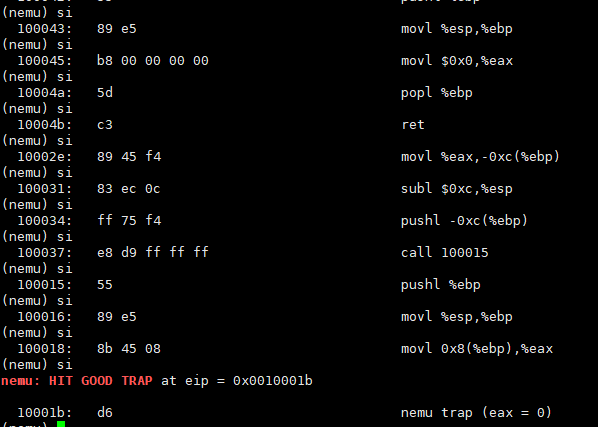 (nemu) si
100043: 89 e5 movl %esp,%ebp
(nemu) si
100045: b8 00 00 00 00 movl $0x0,%eax
(nemu) si
10004a: 5d popl %ebp
(nemu) si
10004b: c3 ret
(nemu) si
10002e: 89 45 f4 movl %eax,-0xc(%ebp)
(nemu) si
100031: 83 ec 0c subl $0xc,%esp
(nemu) si
100034: ff 75 f4 pushl -0xc(%ebp)
(nemu) si
100037: e8 d9 ff ff ff call 100015
(nemu) si
100015: 55 pushl %ebp
(nemu) si
100016: 89 e5 movl %esp,%ebp
(nemu) si
100018: 8b 45 08 movl 0x8(%ebp),%eax
(nemu) si
nemu: HIT GOOD TRAP at eip = 0x0010001b
10001b: d6 nemu trap (eax = 0)